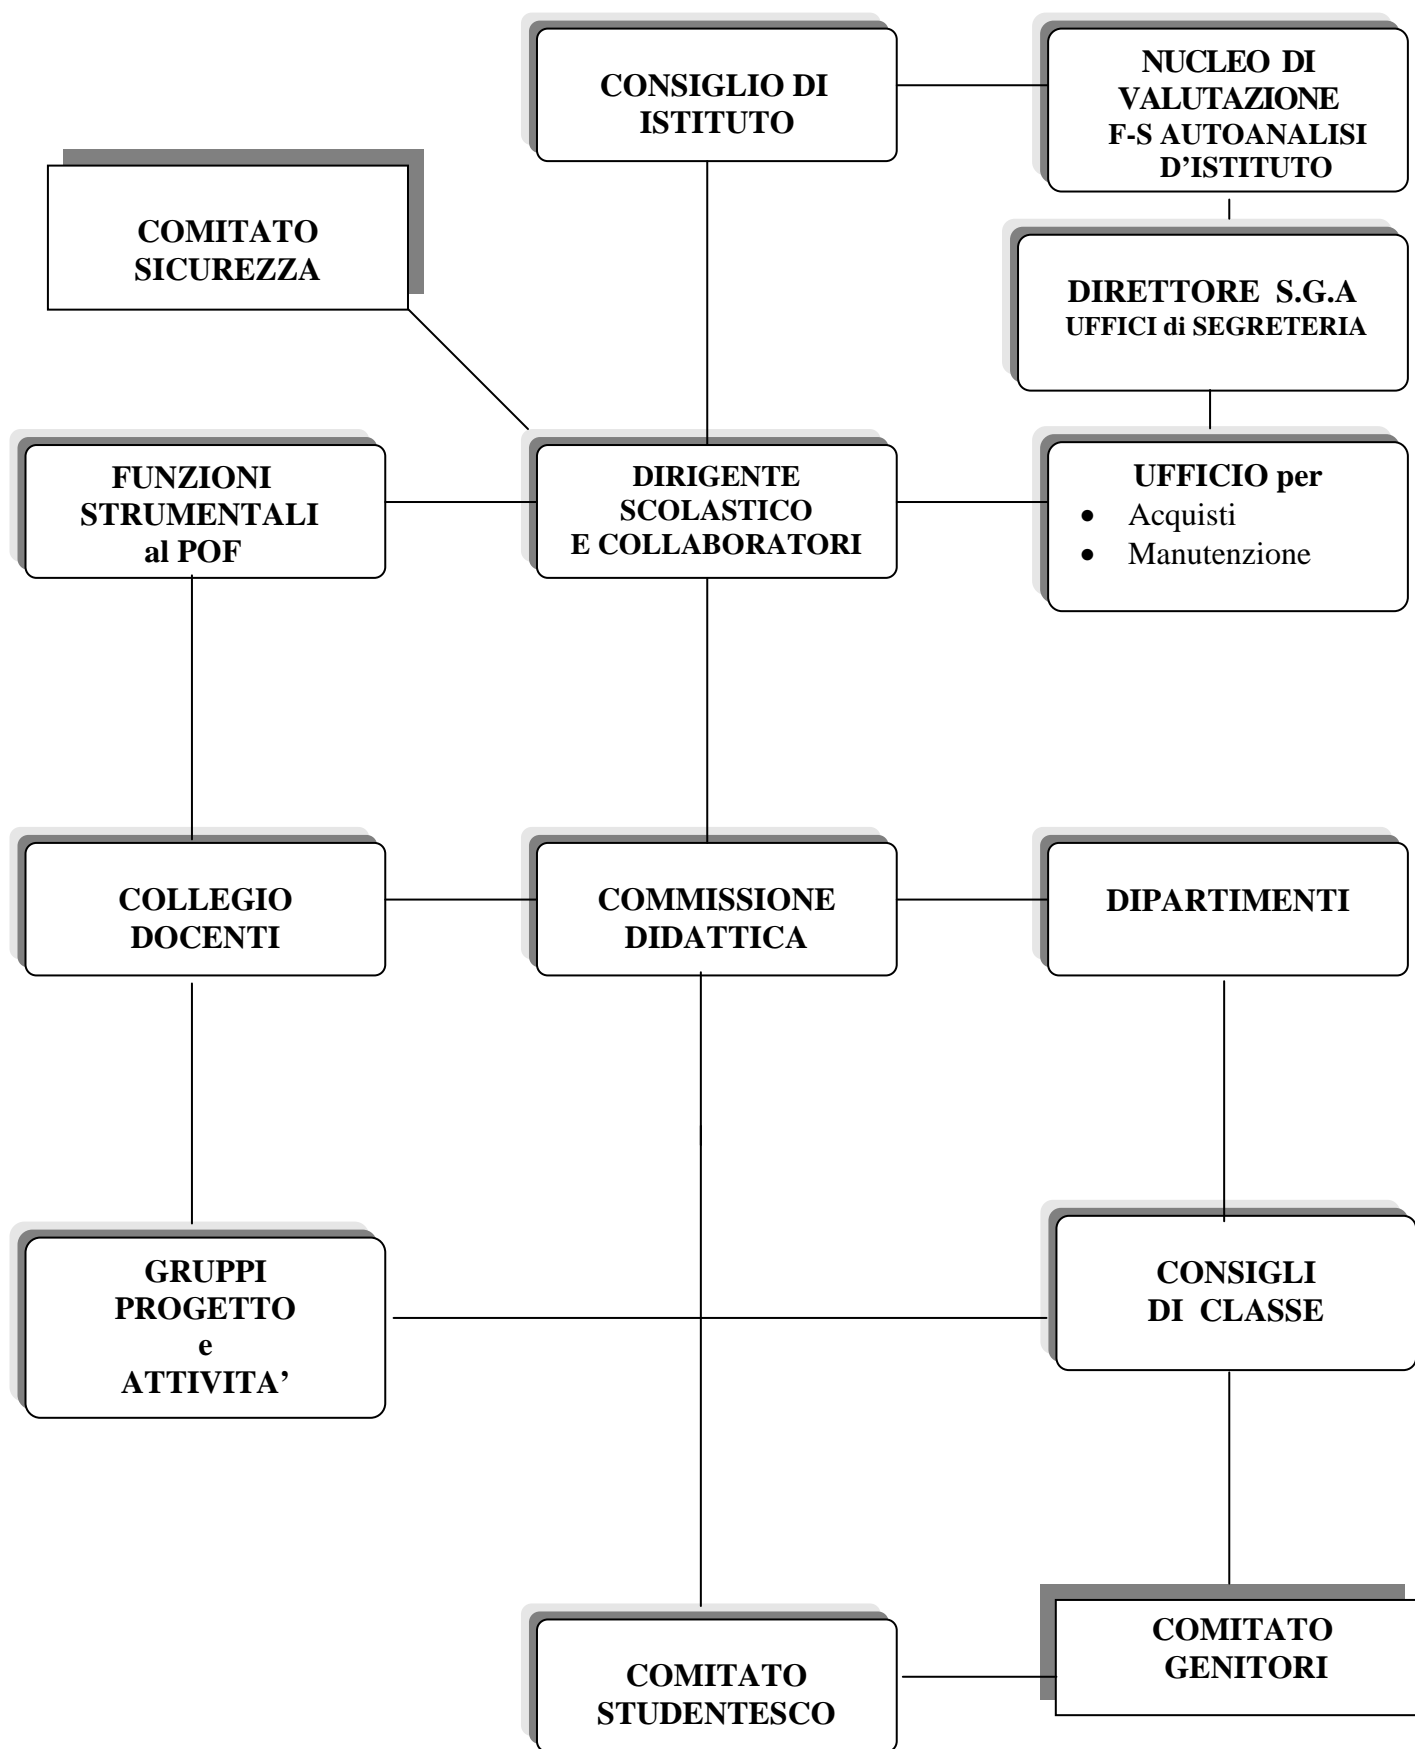 CONSIGLIO DI
ISTITUTO
NUCLEO DI
VALUTAZIONE
F-S AUTOANALISI
D’ISTITUTO
COMITATO
SICUREZZA
DIRETTORE S.G.A
UFFICI di SEGRETERIA
FUNZIONI
STRUMENTALI
al POF
DIRIGENTE
SCOLASTICO
E COLLABORATORI
UFFICIO per
• Acquisti
• Manutenzione
COLLEGIO
DOCENTI
COMMISSIONE
DIDATTICA
DIPARTIMENTI
GRUPPI
PROGETTO
e
ATTIVITA’
CONSIGLI
DI CLASSE
COMITATO
STUDENTESCO
COMITATO
GENITORI